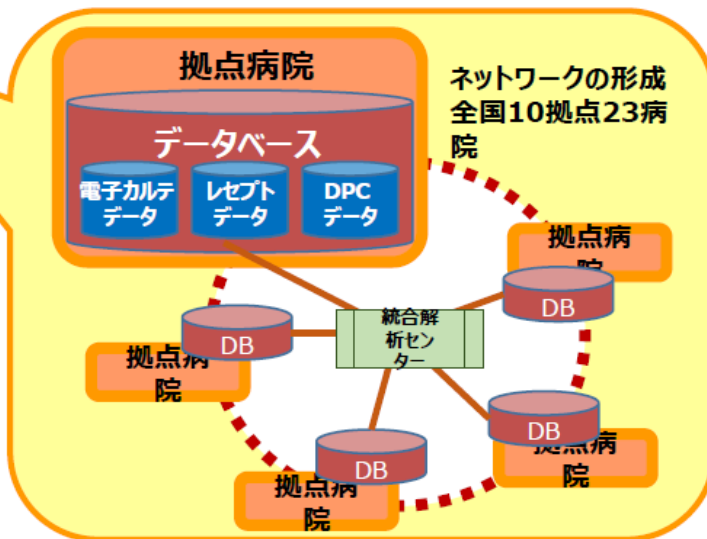 拠点病院
ネットワークの形成
全国10拠点23病
院
データベース
電子カルテ
データ
レセプト
データ
DPC
データ
拠点病
院
DB
統合解
析セン
ター
DB
拠点病
院
DB
拠点病
院
DB
拠点病
院